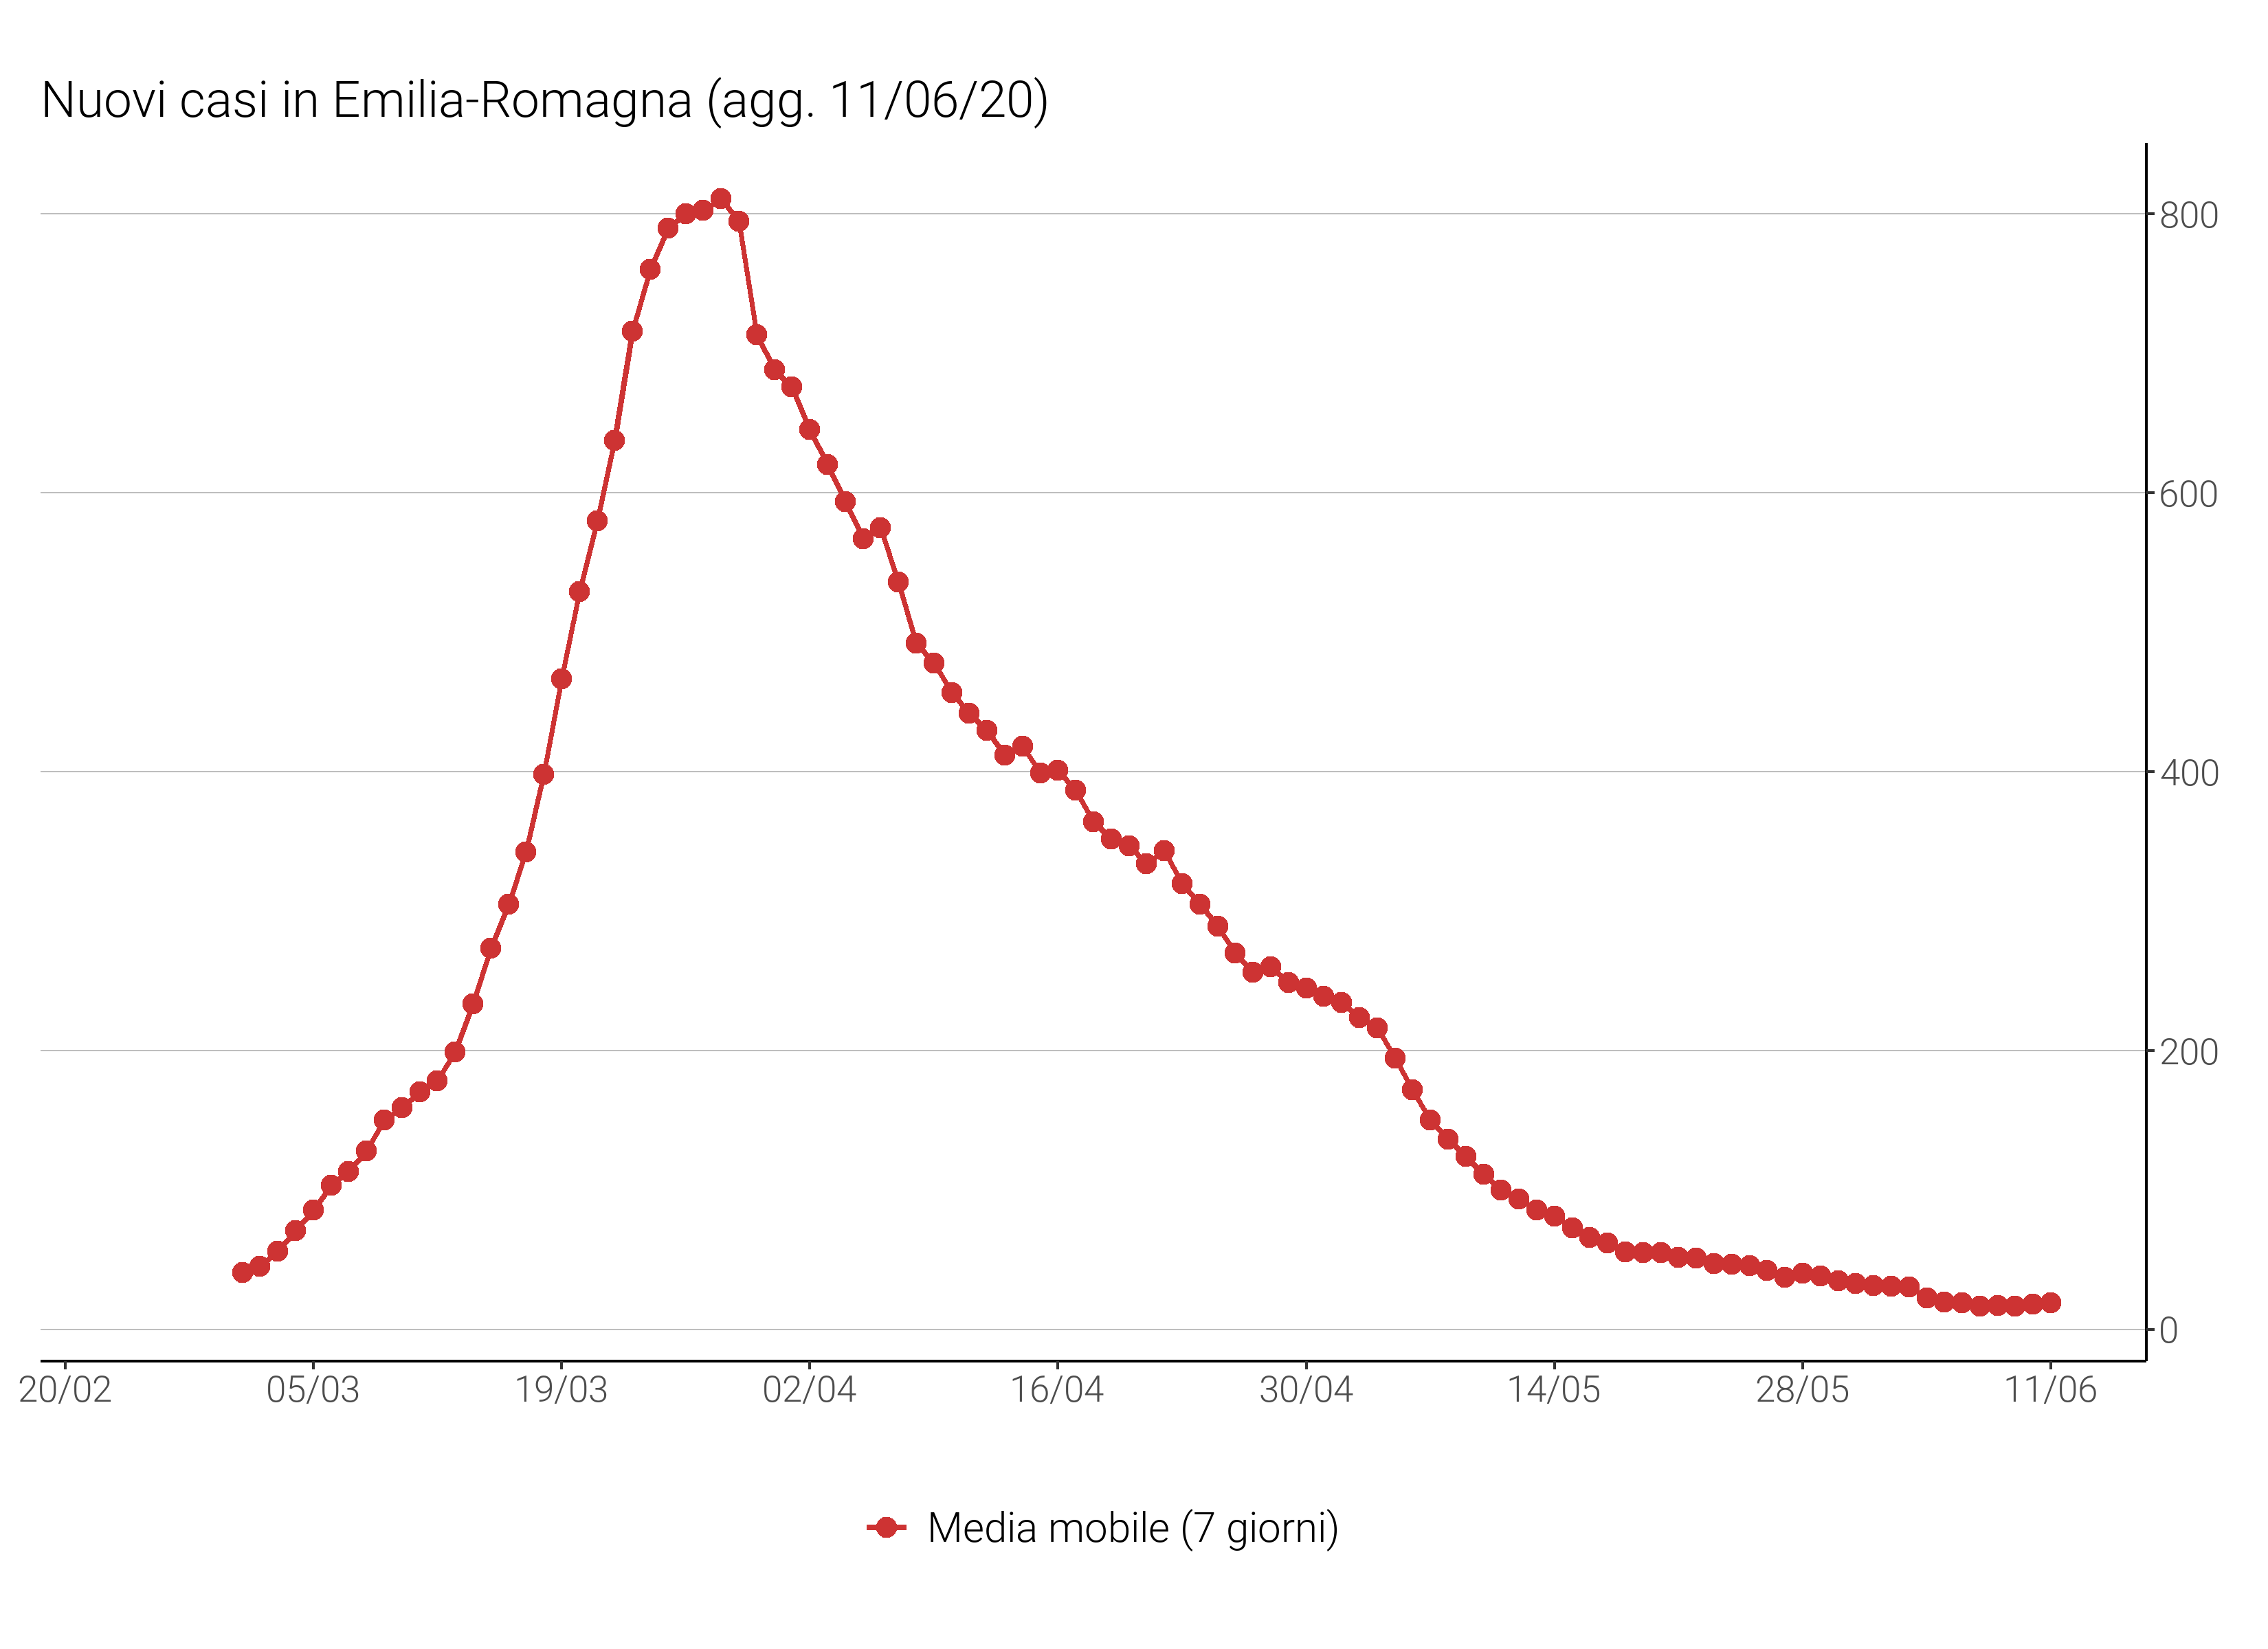 Nuovi casi in Emilia-Romagna (agg. 11/06/20)
800
600
400
200
0
20/02 05/03 19/03 02/04 16/04 30/04 14/05 28/05 11/06
Media mobile (7 giorni)